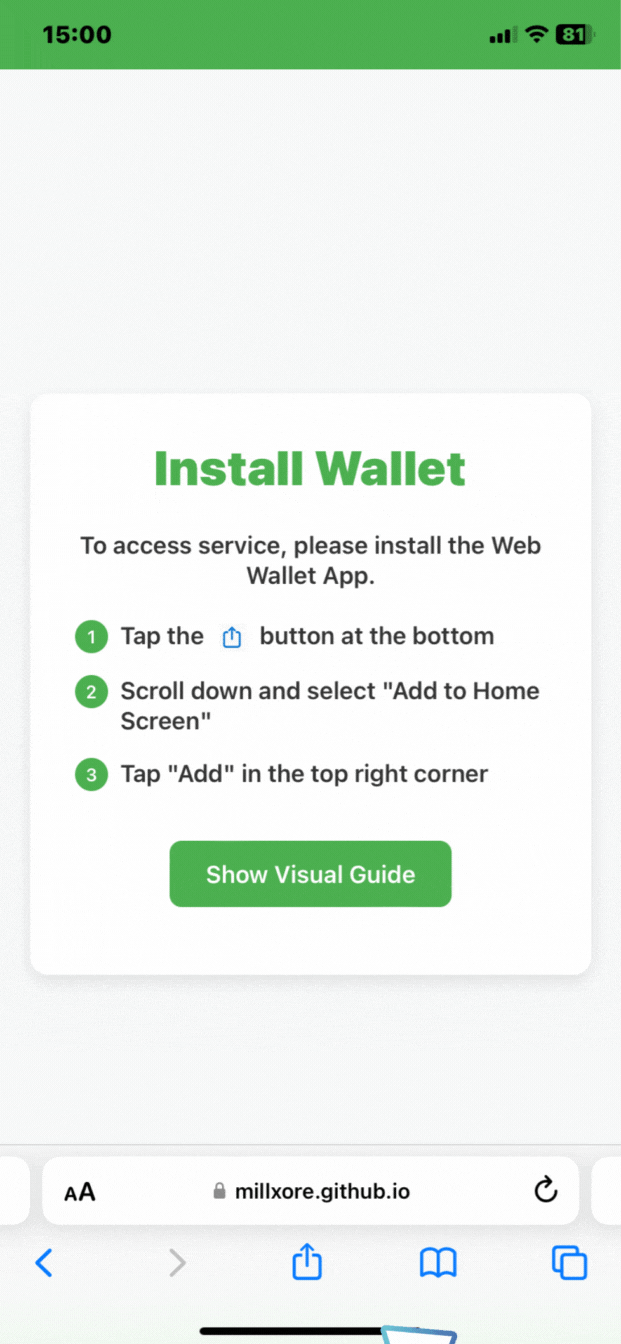 15:00
81
Install Wallet
To access service, please install the Web
Wallet App.
1 Tap the button at the bottom
2 Scroll down and select "Add to Home
Screen"
3 Tap "Add" in the top right corner
Show Visual Guide
AA millxore.github.io